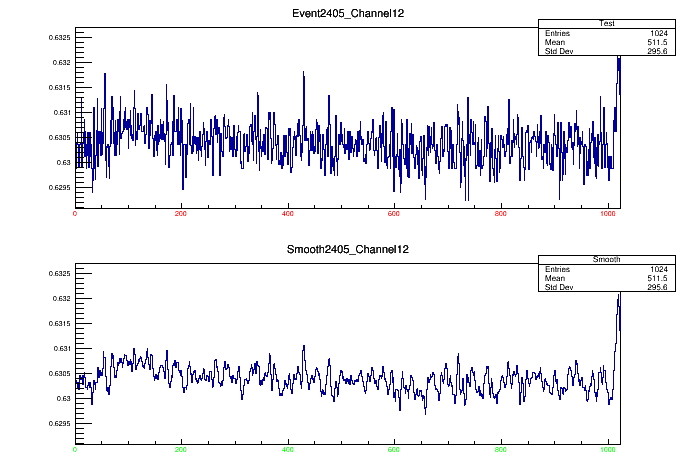 Event2405_Channel12
Test
Entries 1024
Mean 511.5
Std Dev 295.6
0.6325
0.632
0.6315
0.631
0.6305
0.63
0.6295
0 200 400 600 800 1000
Smooth2405_Channel12
Smooth
Entries 1024
Mean 511.5
Std Dev 295.6
0.6325
0.632
0.6315
0.631
0.6305
0.63
0.6295
0 200 400 600 800 1000